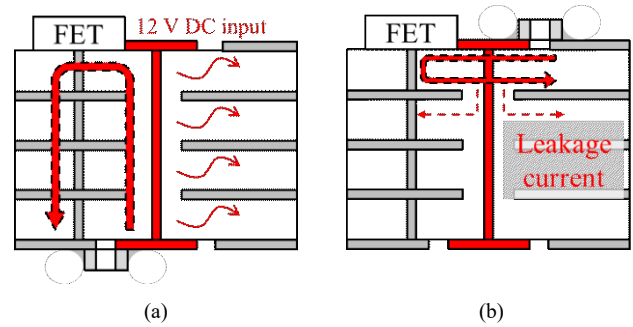 FET
12 V DC input
FET
Leakage
current
(a)
(b)